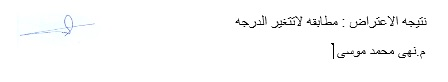 نتيجه الاعتراض : مطابقه لاتتغير الدرجه
م.نهى محمد موسى